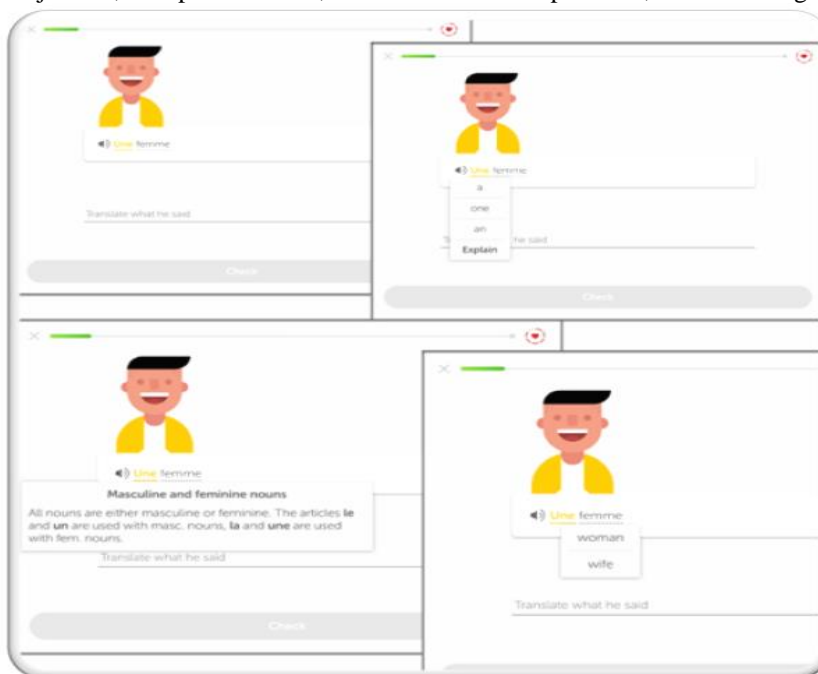 Une femme
Translate what he said
Check
Une femme
a
one
an
Explain
he said
Check
Une femme
Masculine and feminine nouns
All nouns are either masculine or feminine. The articles le
and un are used with masc. nouns, la and une are used
with fem. nouns.
Translate what he said
Check
Une femme
woman
wife
Translate what he said